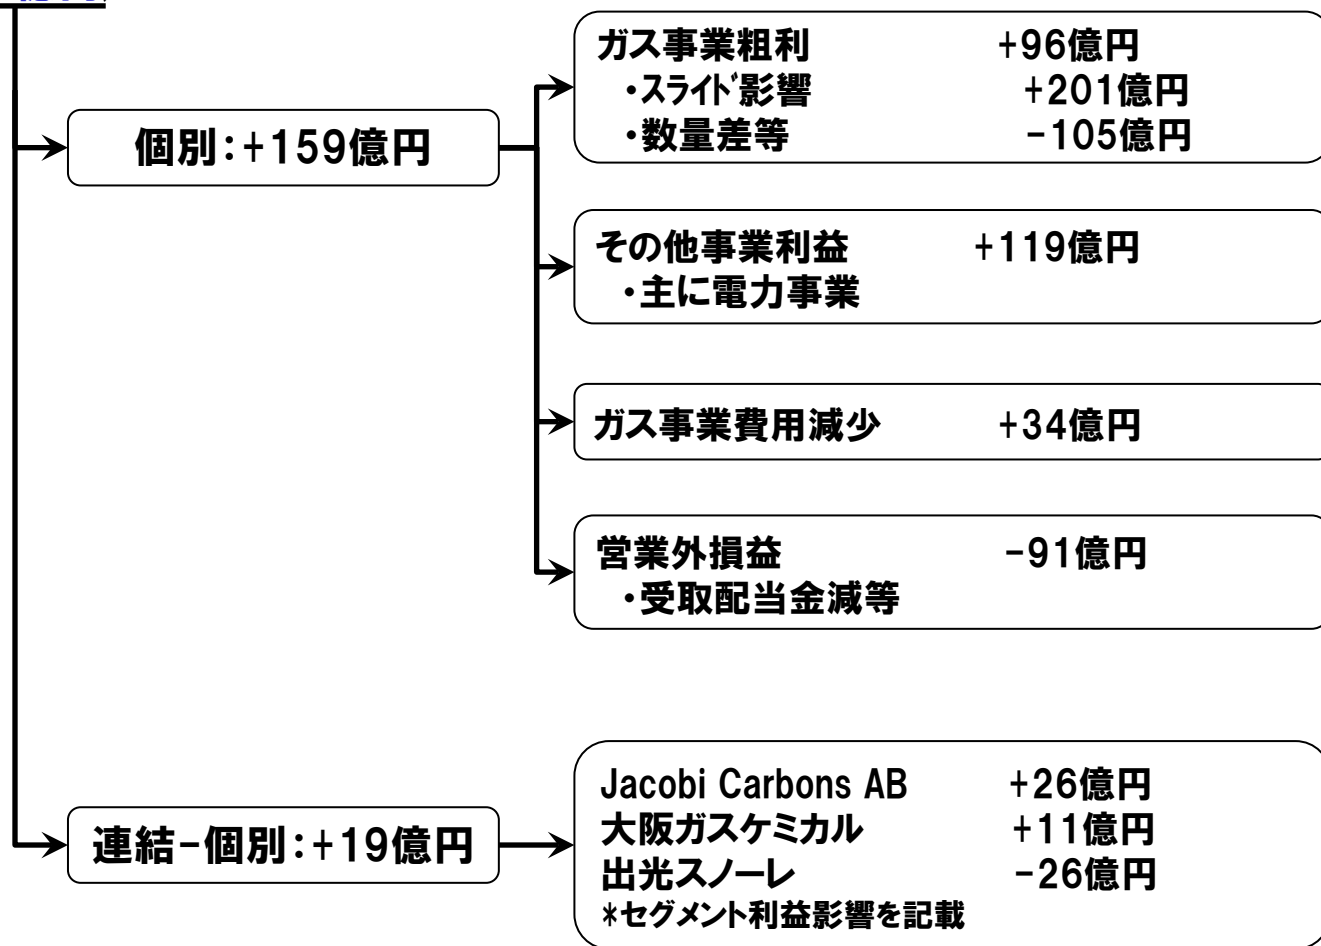 個別:+159億円
ガス事業粗利 +96億円
・スライド影響 +201億円
・数量差等 -105億円
その他事業利益 +119億円
・主に電力事業
ガス事業費用減少 +34億円
営業外損益 -91億円
・受取配当金減等
連結-個別:+19億円
Jacobi Carbons AB +26億円
大阪ガスケミカル +11億円
出光スノーレ -26億円
*セグメント利益影響を記載